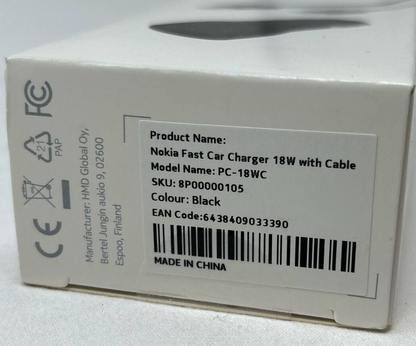 FC
21
PAP
CE
Manufacturer: HMD Global Oy,
Bertel Jungin aukio 9, 02600
Espoo, Finland
Product Name:
Nokia Fast Car Charger 18W with Cable
Model Name: PC-18WC
SKU: 8P00000105
Colour: Black
EAN Code:6438409033390
MADE IN CHINA